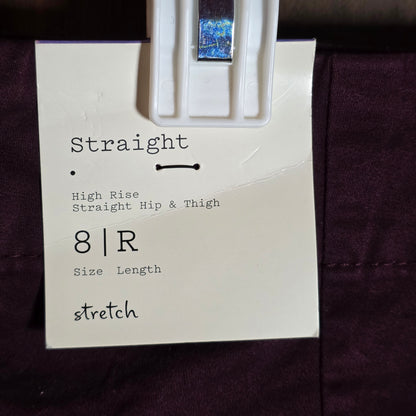 Straight
High Rise
Straight Hip & Thigh
8|R
Size Length
stretch